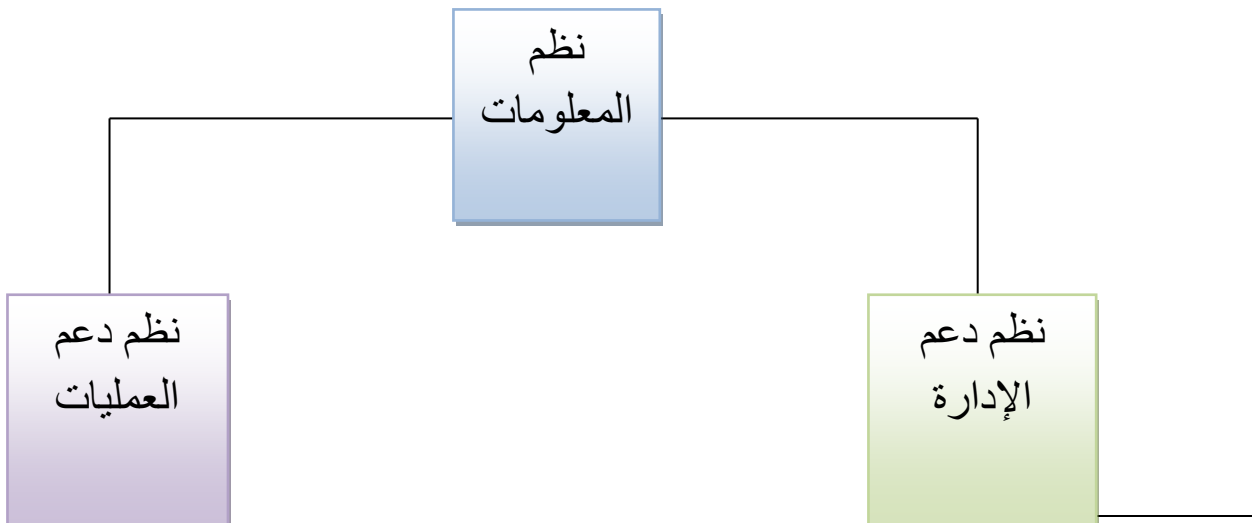 نظم
المعلومات
نظم دعم
الإدارة
نظم دعم
العمليات